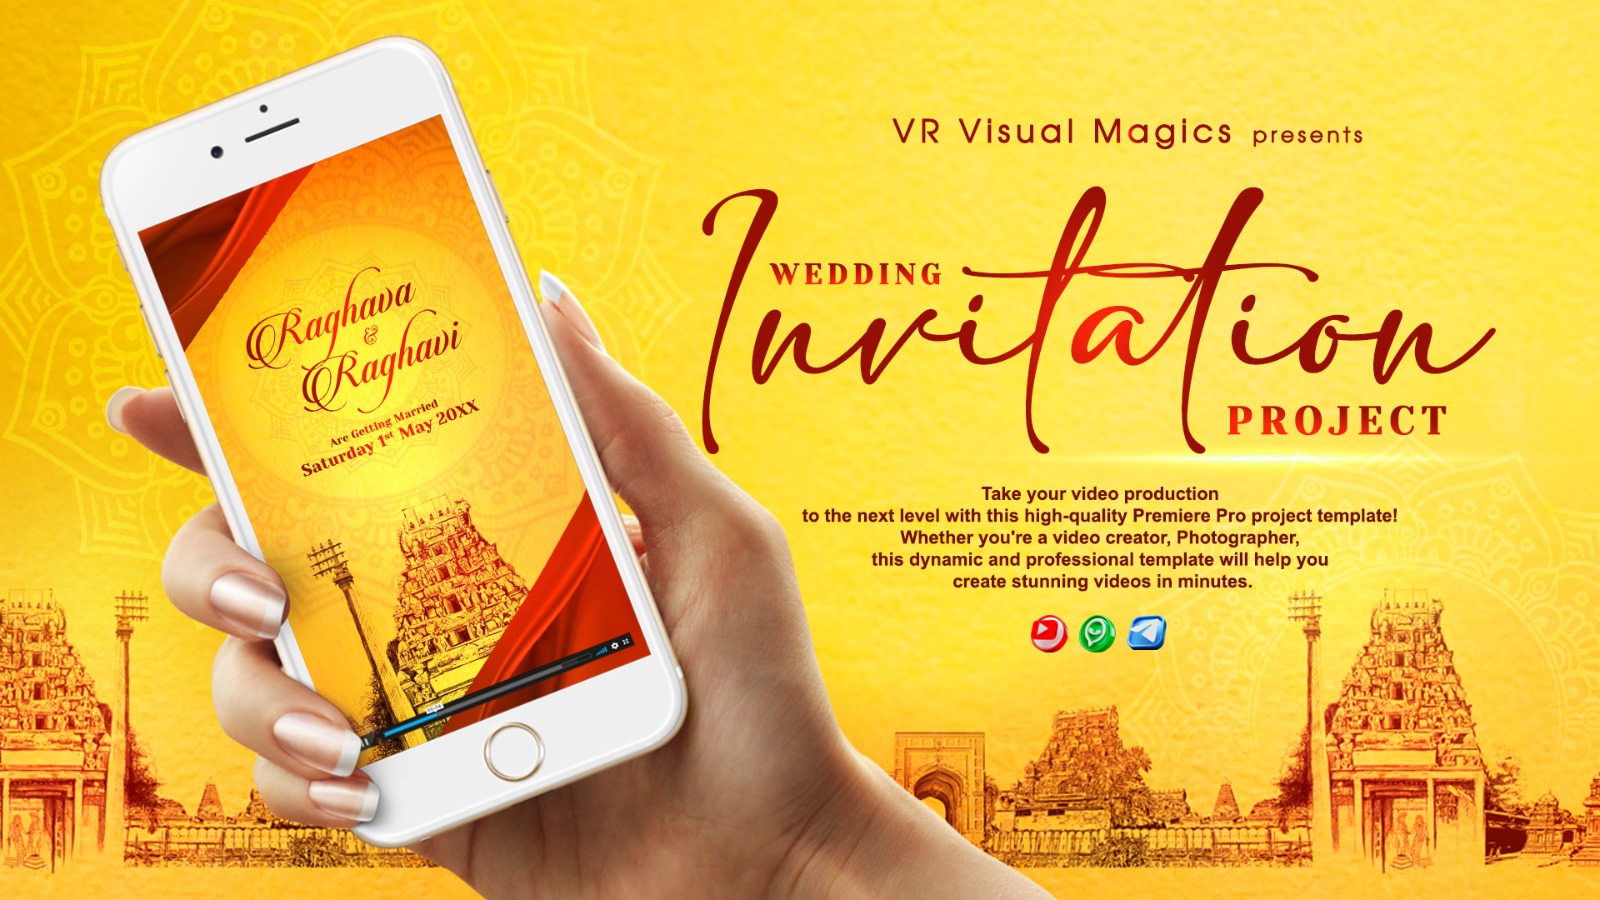 VR Visual Magics presents
WEDDING
Invitation
PROJECT
Take your video production
to the next level with this high-quality Premiere Pro project template!
Whether you're a video creator, Photographer,
this dynamic and professional template will help you
create stunning videos in minutes.
Raghava
&
Raghavi
Are Getting Married
Saturday 1st May 20XX